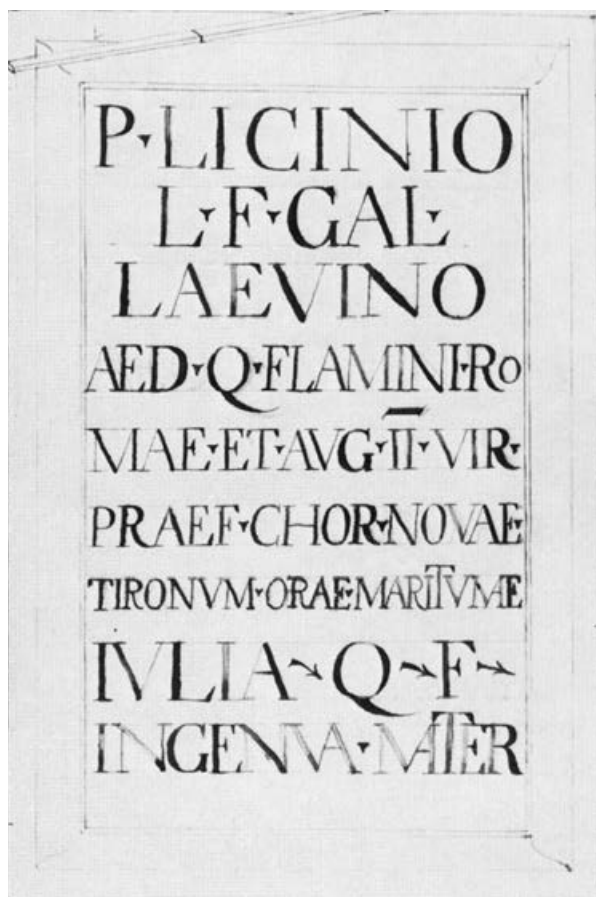 P·LICINIO
L·F·GAL·
LAEVINO
AED·Q·FLAMINI·RO
MAE·ET·AVG·II·VIR·
PRAEF·CHOR·NOVAE·
TIRONVM·ORAE·MARITVMAE
IVLIA·Q·F·
INGENVA·MATER